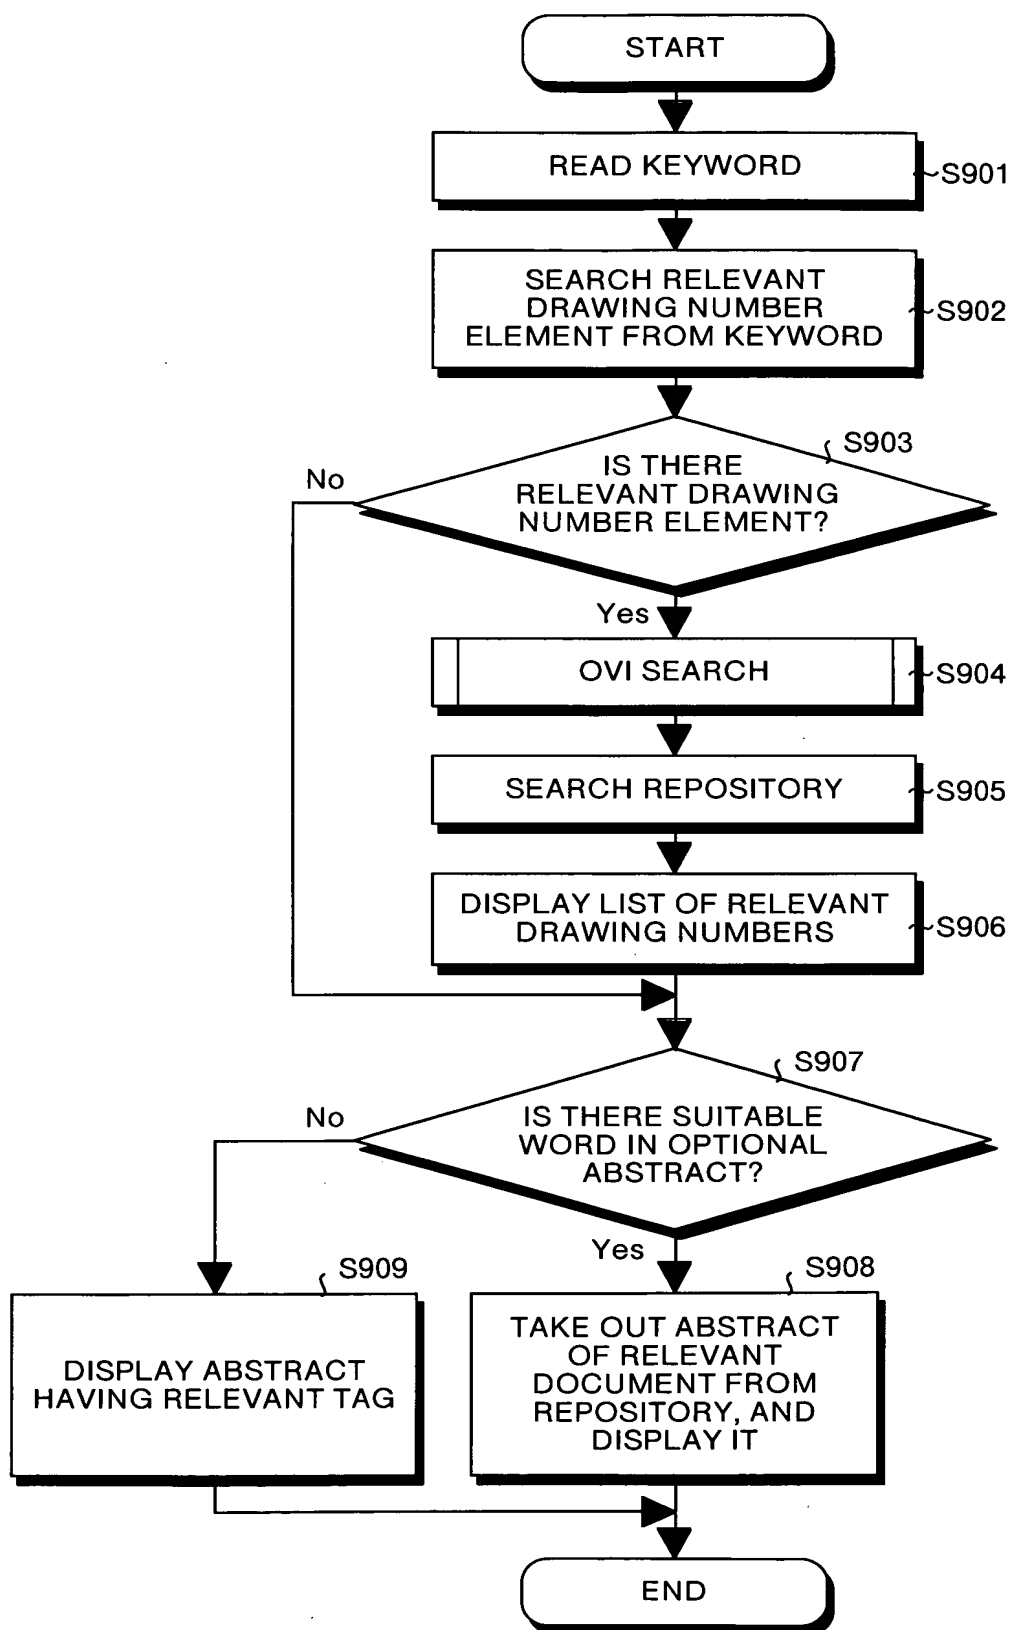 START
READ KEYWORD
S901
SEARCH RELEVANT
DRAWING NUMBER
ELEMENT FROM KEYWORD
S902
S903
IS THERE
RELEVANT DRAWING
NUMBER ELEMENT?
No
Yes
OVI SEARCH
S904
SEARCH REPOSITORY
S905
DISPLAY LIST OF RELEVANT
DRAWING NUMBERS
S906
S907
IS THERE SUITABLE
WORD IN OPTIONAL
ABSTRACT?
No
Yes
S909
DISPLAY ABSTRACT
HAVING RELEVANT TAG
S908
TAKE OUT ABSTRACT
OF RELEVANT
DOCUMENT FROM
REPOSITORY, AND
DISPLAY IT
END